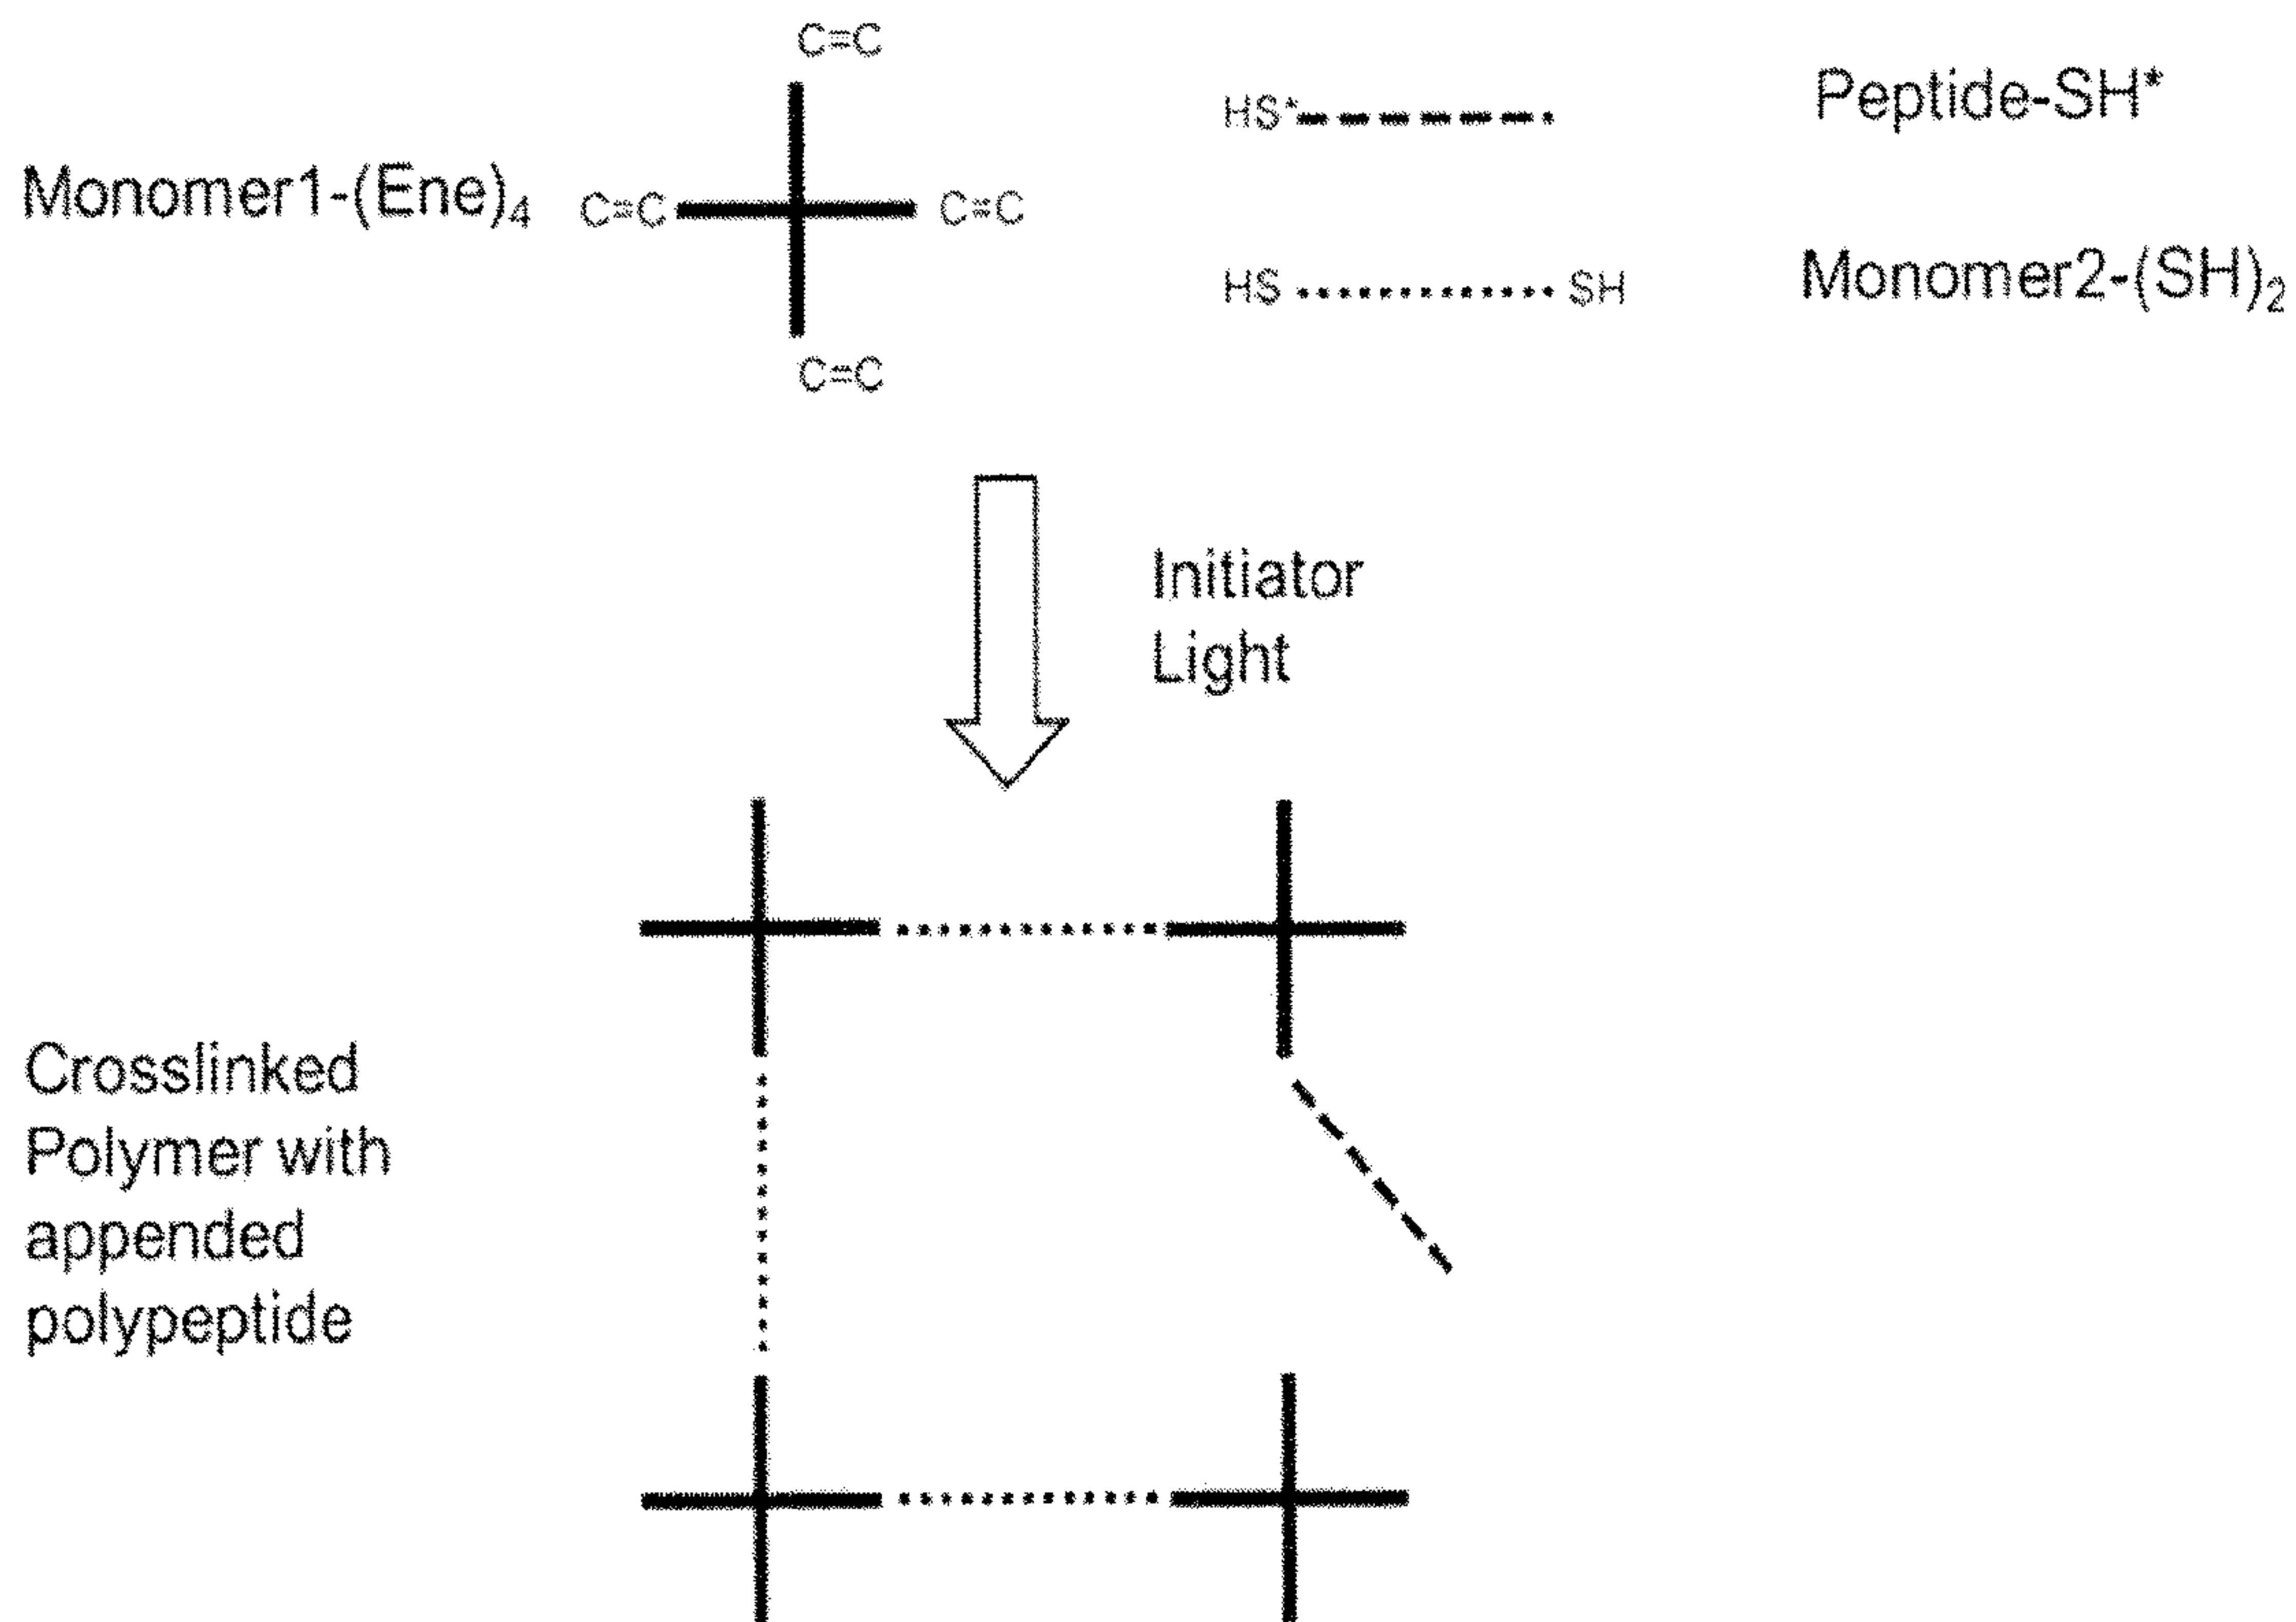 C=C
HS*
Peptide-SH*
Monomer1-(Ene)₄
C=C
C=C
HS
SH
Monomer2-(SH)₂
C=C
Initiator
Light
Crosslinked
Polymer with
appended
polypeptide